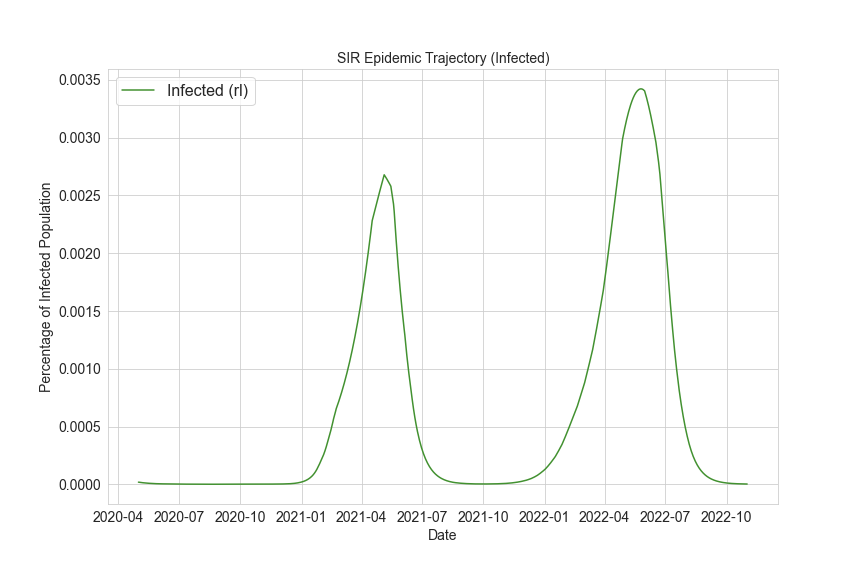 SIR Epidemic Trajectory (Infected)
Infected (rI)
Percentage of Infected Population
0.0035
0.0030
0.0025
0.0020
0.0015
0.0010
0.0005
0.0000
2020-04 2020-07 2020-10 2021-01 2021-04 2021-07 2021-10 2022-01 2022-04 2022-07 2022-10
Date